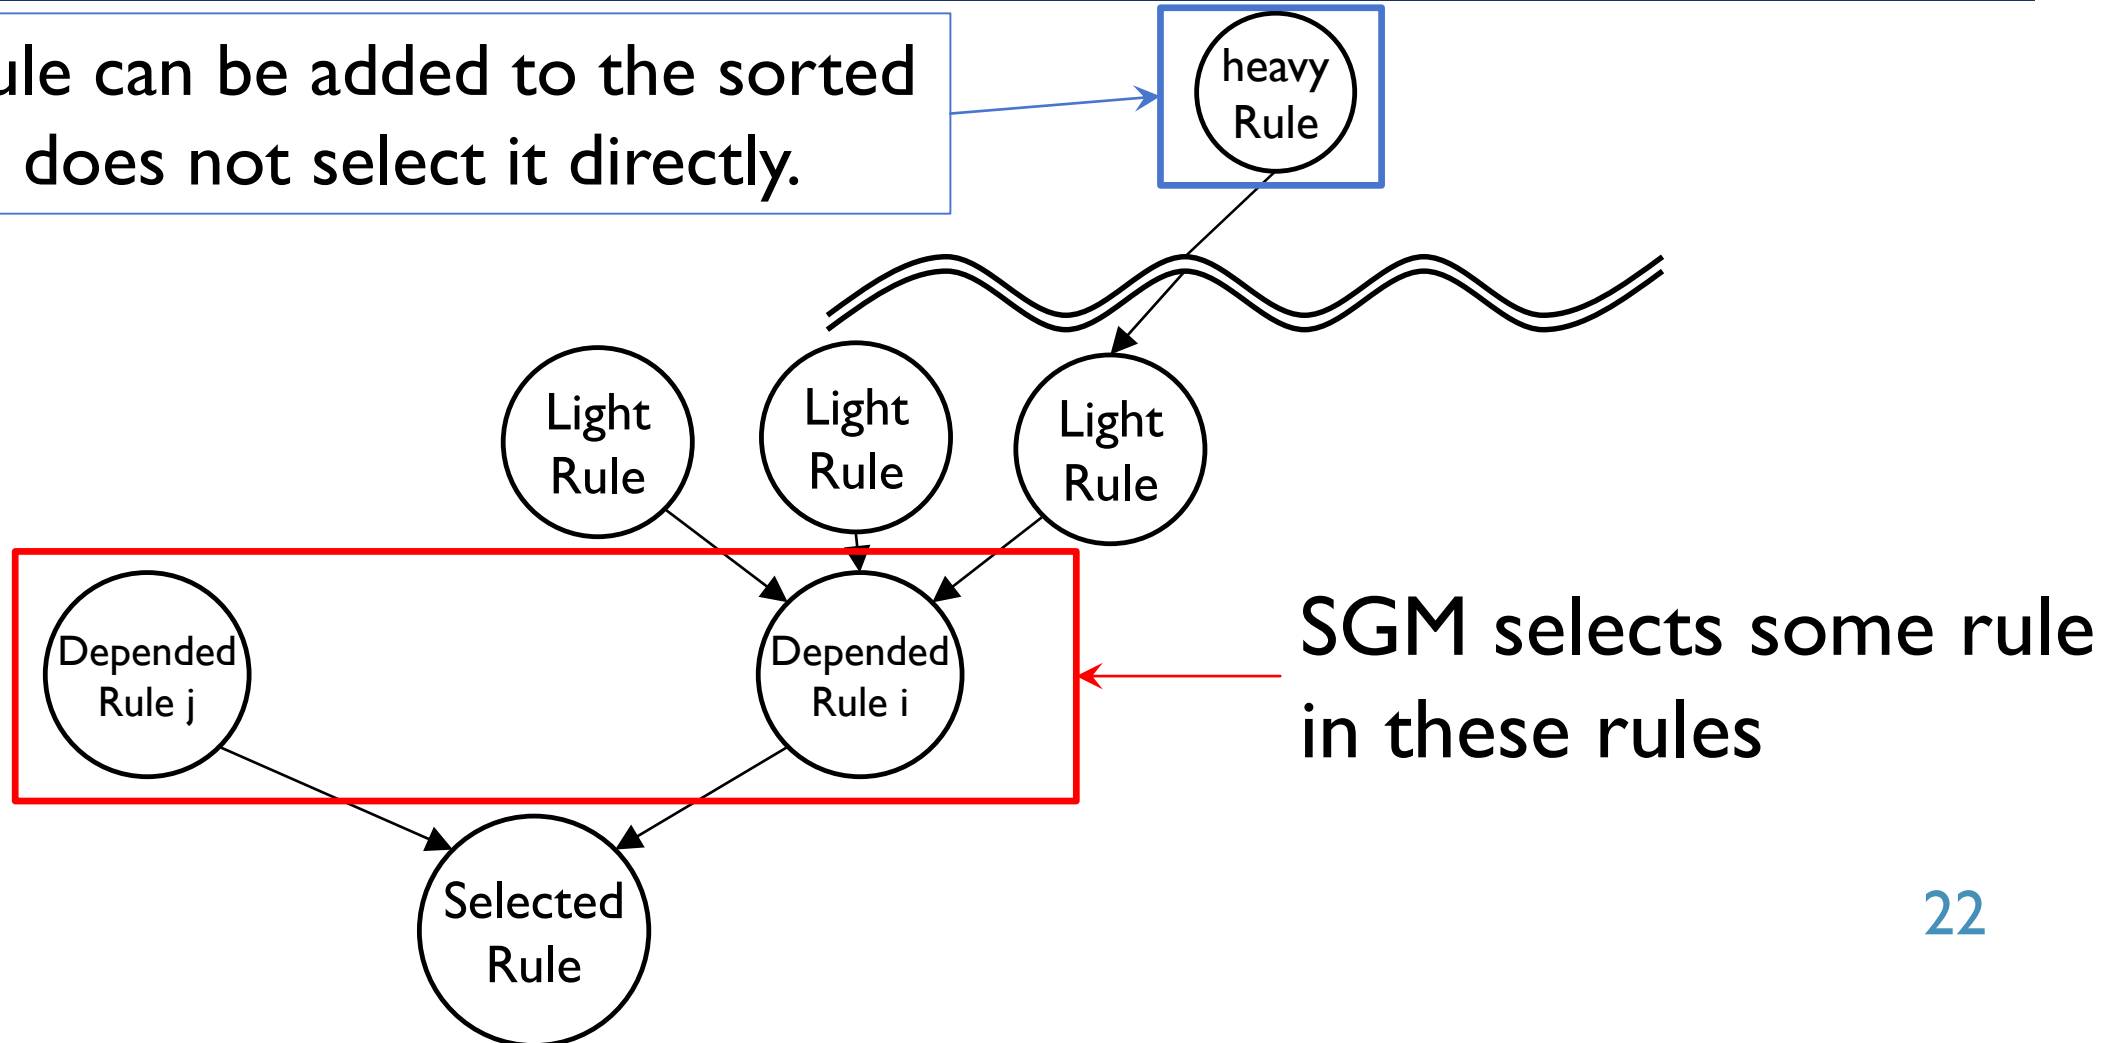 ule can be added to the sorted
does not select it directly.
heavy
Rule
Light
Rule
Light
Rule
Light
Rule
Depended
Rule j
Depended
Rule i
SGM selects some rule
in these rules
Selected
Rule
22